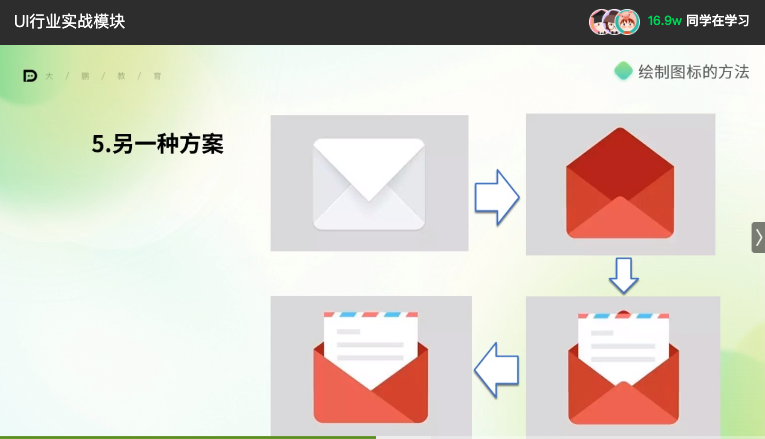 UI行业实战模块
16.9w 同学在学习
大 / 鹏 / 教 / 育
绘制图标的方法
5.另一种方案